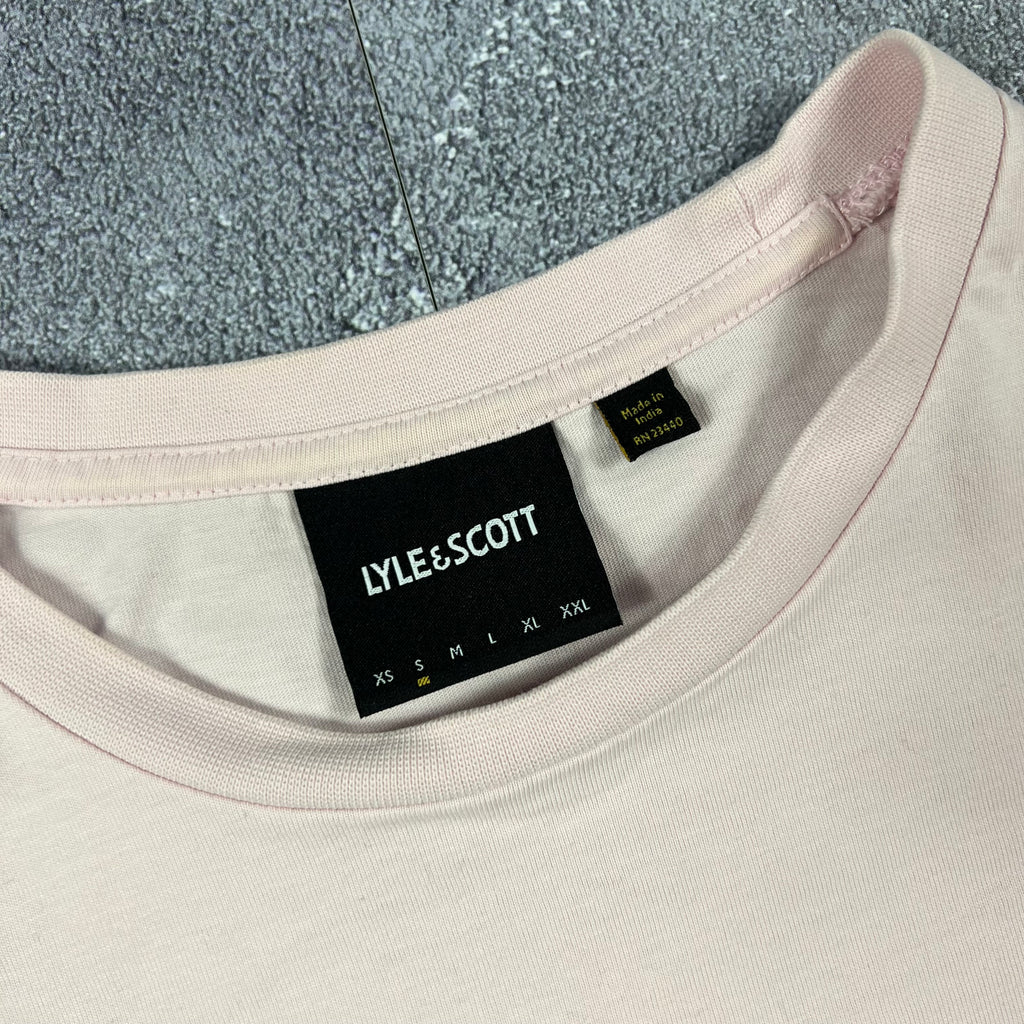 Made in
India
RN 23440
LYLE&SCOTT
XS S M L XL XXL